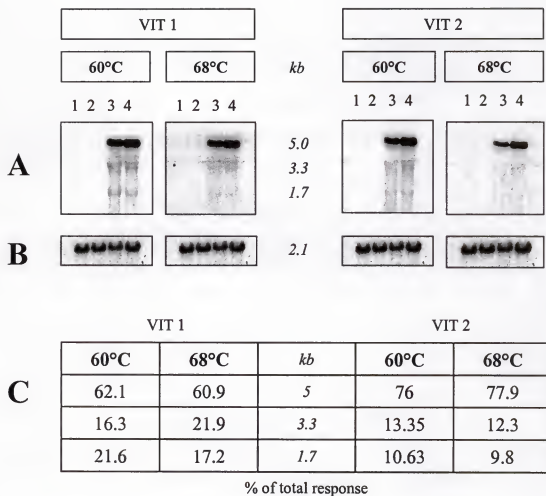 VIT 1 VIT 2
60°C 68°C kb 60°C 68°C
1 2 3 4 1 2 3 4 1 2 3 4 1 2 3 4
A 5.0
3.3
1.7
B 2.1
VIT 1 VIT 2
C 60°C 68°C kb 60°C 68°C
62.1 60.9 5 76 77.9
16.3 21.9 3.3 13.35 12.3
21.6 17.2 1.7 10.63 9.8
% of total response